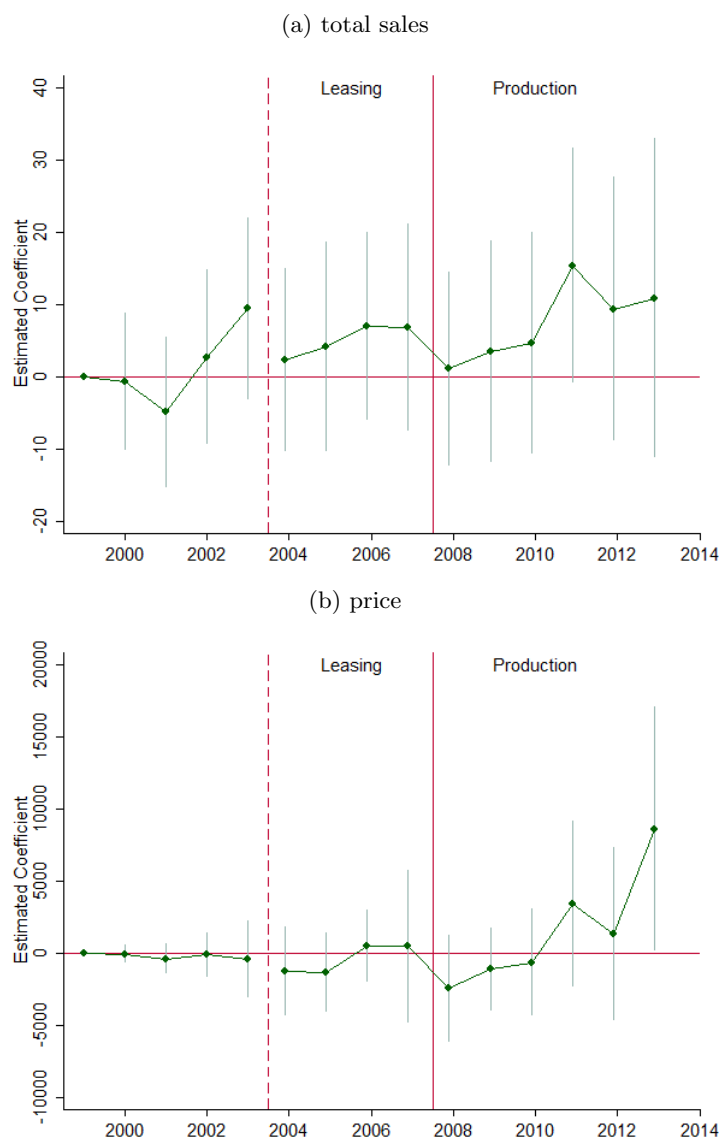 (a) total sales
Leasing Production
Estimated Coefficient
40
30
20
10
0
-10
-20
2000 2002 2004 2006 2008 2010 2012 2014
(b) price
Leasing Production
Estimated Coefficient
20000
15000
10000
5000
0
-5000
-10000
2000 2002 2004 2006 2008 2010 2012 2014